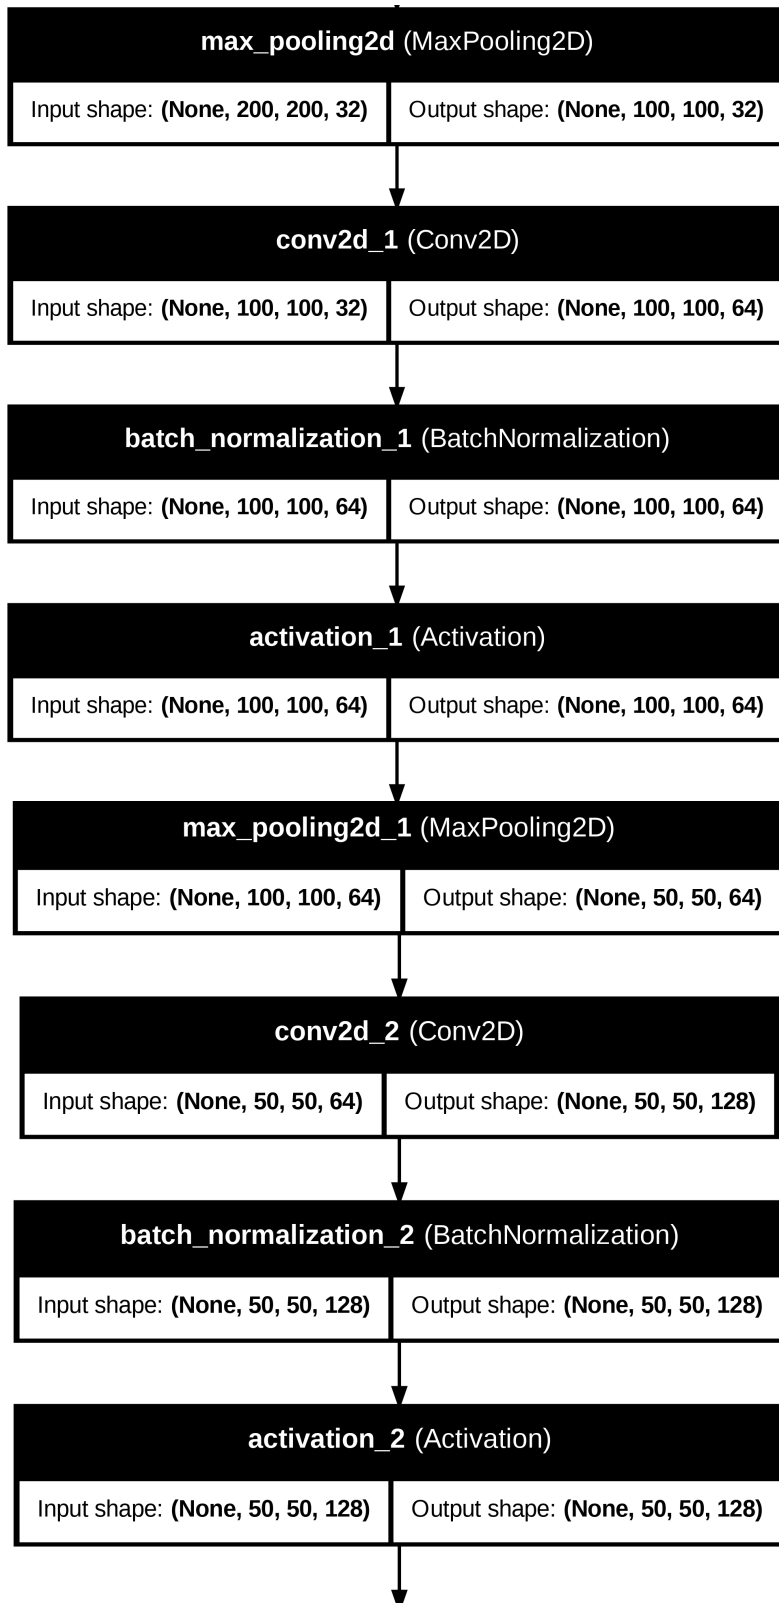 max_pooling2d (MaxPooling2D)
Input shape: (None, 200, 200, 32) Output shape: (None, 100, 100, 32)
conv2d_1 (Conv2D)
Input shape: (None, 100, 100, 32) Output shape: (None, 100, 100, 64)
batch_normalization_1 (BatchNormalization)
Input shape: (None, 100, 100, 64) Output shape: (None, 100, 100, 64)
activation_1 (Activation)
Input shape: (None, 100, 100, 64) Output shape: (None, 100, 100, 64)
max_pooling2d_1 (MaxPooling2D)
Input shape: (None, 100, 100, 64) Output shape: (None, 50, 50, 64)
conv2d_2 (Conv2D)
Input shape: (None, 50, 50, 64) Output shape: (None, 50, 50, 128)
batch_normalization_2 (BatchNormalization)
Input shape: (None, 50, 50, 128) Output shape: (None, 50, 50, 128)
activation_2 (Activation)
Input shape: (None, 50, 50, 128) Output shape: (None, 50, 50, 128)